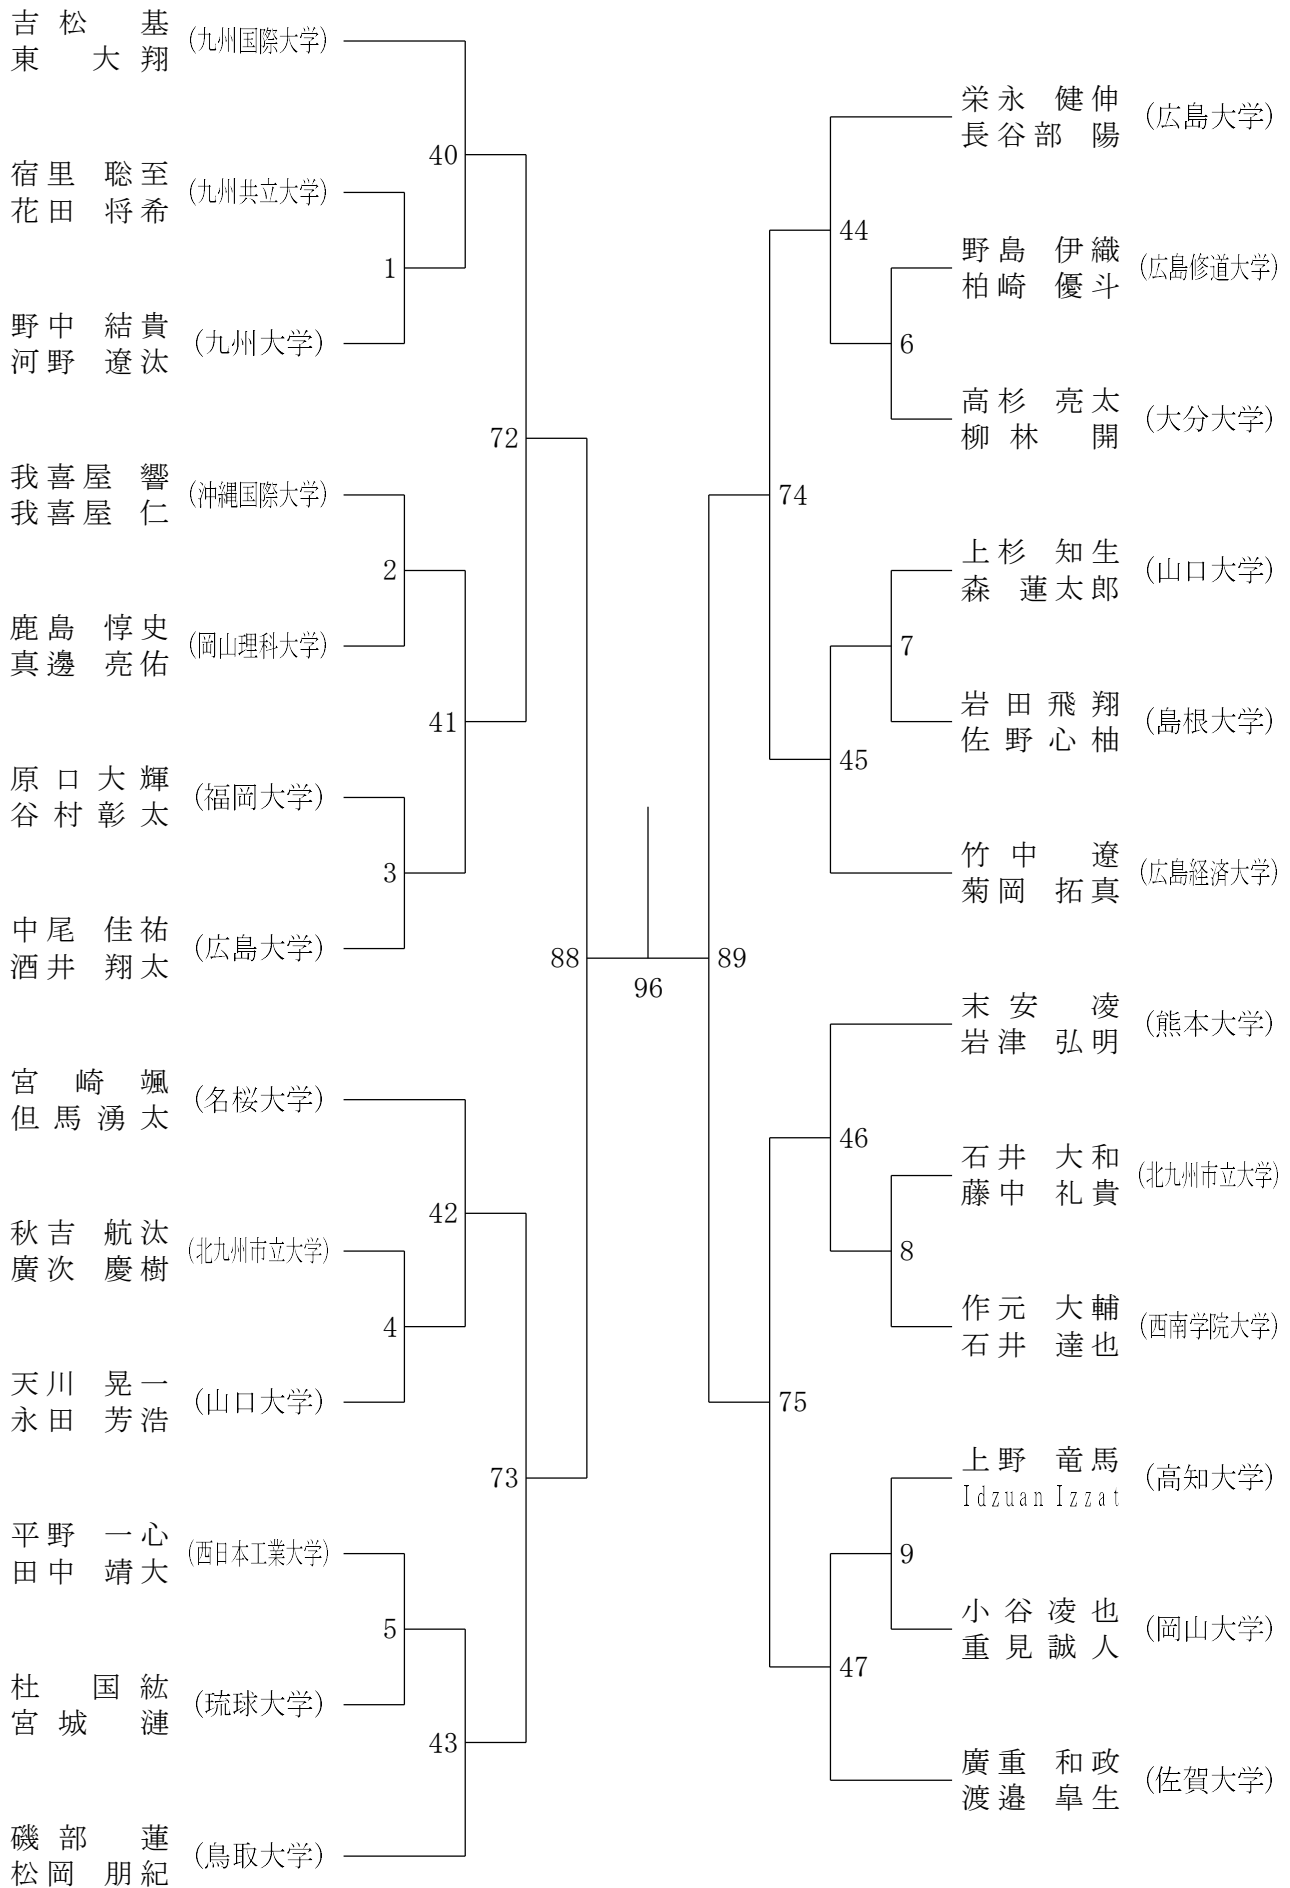 吉松 基
東 大翔
(九州国際大学)
宿里 聡至
花田 将希
(九州共立大学)
野中 結貴
河野 遼汰
(九州大学)
我喜屋 響
我喜屋 仁
(沖縄国際大学)
鹿島 惇史
真邊 亮佑
(岡山理科大学)
原口大輝
谷村彰太
(福岡大学)
中尾 佳祐
酒井 翔太
(広島大学)
宮崎颯
但馬湧太
(名桜大学)
秋吉 航汰
廣次 慶樹
(北九州市立大学)
天川 晃一
永田 芳浩
(山口大学)
平野 一心
田中 靖大
(西日本工業大学)
杜 国紘
宮城 漣
(琉球大学)
磯部 蓮
松岡 朋紀
(鳥取大学)
1
2
3
4
5
40
41
42
43
72
73
88
96
89
74
75
44
45
46
47
6
7
8
9
栄永 健伸
長谷部 陽
(広島大学)
野島 伊織
柏崎 優斗
(広島修道大学)
高杉 亮太
柳林 開
(大分大学)
上杉 知生
森 蓮太郎
(山口大学)
岩田飛翔
佐野心柚
(島根大学)
竹中 遼
菊岡 拓真
(広島経済大学)
末安 凌
岩津 弘明
(熊本大学)
石井 大和
藤中 礼貴
(北九州市立大学)
作元 大輔
石井 達也
(西南学院大学)
上野 竜馬
Idzuan Izzat
(高知大学)
小谷凌也
重見誠人
(岡山大学)
廣重 和政
渡邉 皐生
(佐賀大学)